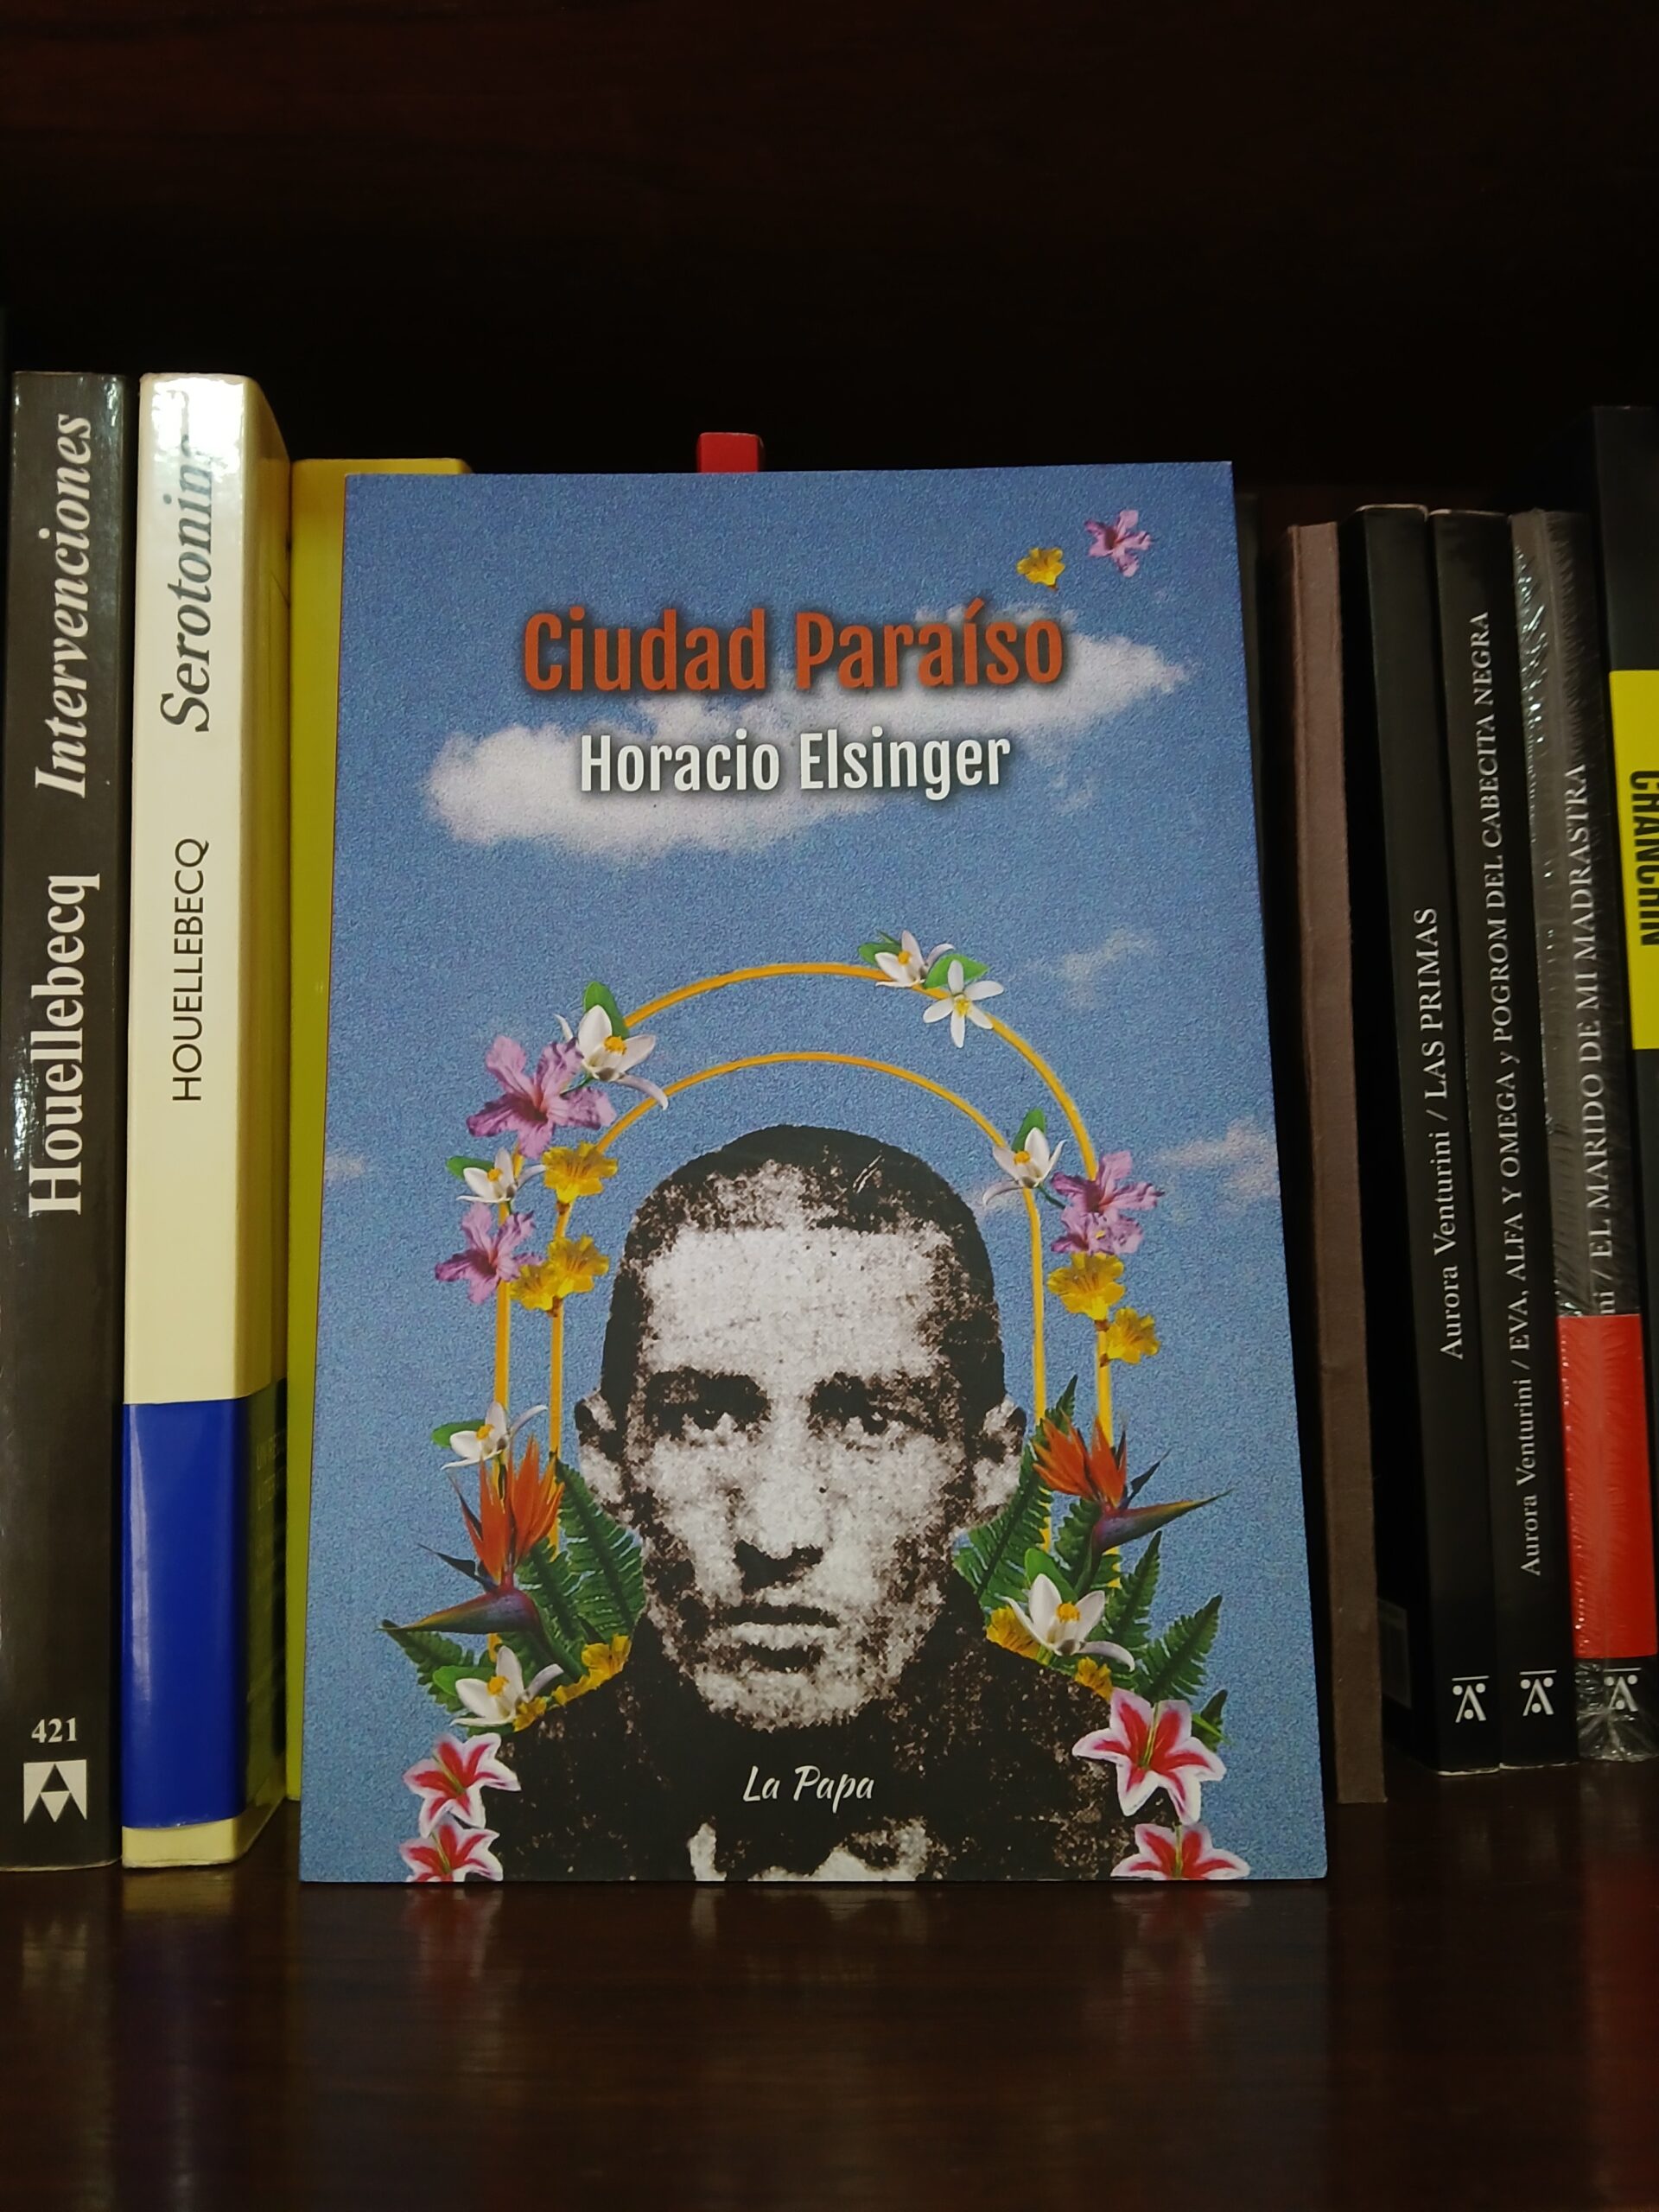 Houellebecq Intervenciones
421
HOUELLEBECQ Serotonina
Ciudad Paraíso
Horacio Elsinger
La Papa
Aurora Venturini / LAS PRIMAS
Aurora Venturini / EVA, ALFA Y OMEGA y POGROM DEL CABECITA NEGRA
ni / EL MARIDO DE MI MADRASTRA